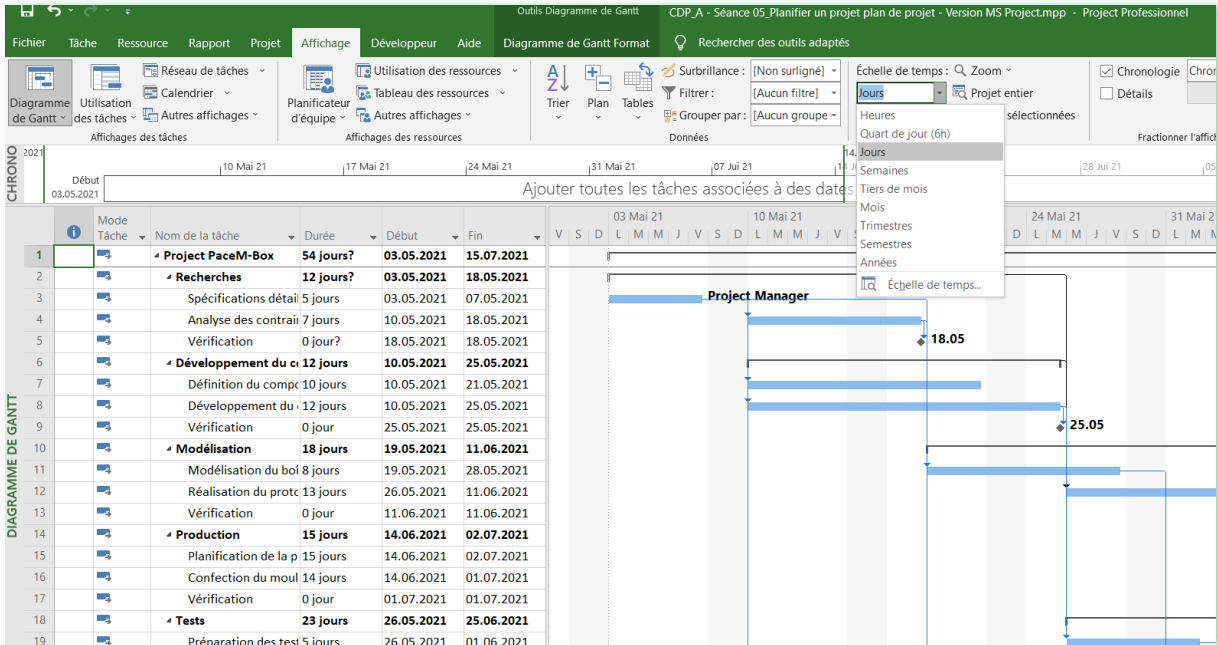 Outils Diagramme de Gantt CDP_A - Séance 05_Planifier un projet plan de projet - Version MS Project.mpp - Project Professionnel
Fichier Tâche Ressource Rapport Projet Affichage Développeur Aide Diagramme de Gantt Format Rechercher des outils adaptés
Diagramme de Gantt
Utilisation des tâches
Réseau de tâches
Calendrier
Autres affichages
Affichages des tâches
Planificateur d'équipe
Utilisation des ressources
Tableau des ressources
Autres affichages
Affichages des ressources
Trier Plan Tables
Surbrillance : [Non surligné]
Filtre : [Aucun filtre]
Grouper par : [Aucun groupe
Données
Échelle de temps : Zoom
Jours Projet entier
sélectionnées
Chronologie Chror
Détails
Fractionner l'affich
Heures
Quart de jour (6h)
Jours
Semaines
Tiers de mois
Mois
Trimestres
Semestres
Années
Échelle de temps...
CHRONO
2021
10 Mai 21 17 Mai 21 24 Mai 21 31 Mai 21 07 Jui 21 28 Jui 21 05
Début
03.05.2021
Ajouter toutes les tâches associées à des dates
DIAGRAMME DE GANTT
Mode Tâche Nom de la tâche Durée Début Fin
03 Mai 21 10 Mai 21 24 Mai 21 31 Mai 2
V S D L M M J V S D L M M J V D L M M J V S D L M
1 Project PaceM-Box 54 jours? 03.05.2021 15.07.2021
2 Recherches 12 jours? 03.05.2021 18.05.2021
3 Spécifications détail 5 jours 03.05.2021 07.05.2021 Project Manager
4 Analyse des contrair 7 jours 10.05.2021 18.05.2021
5 Vérification 0 jour? 18.05.2021 18.05.2021 18.05
6 Développement du c 12 jours 10.05.2021 25.05.2021
7 Définition du compo 10 jours 10.05.2021 21.05.2021
8 Développement du 12 jours 10.05.2021 25.05.2021
9 Vérification 0 jour 25.05.2021 25.05.2021 25.05
10 Modélisation 18 jours 19.05.2021 11.06.2021
11 Modélisation du boî 8 jours 19.05.2021 28.05.2021
12 Réalisation du proto 13 jours 26.05.2021 11.06.2021
13 Vérification 0 jour 11.06.2021 11.06.2021
14 Production 15 jours 14.06.2021 02.07.2021
15 Planification de la p 15 jours 14.06.2021 02.07.2021
16 Confection du moul 14 jours 14.06.2021 01.07.2021
17 Vérification 0 jour 01.07.2021 01.07.2021
18 Tests 23 jours 26.05.2021 25.06.2021
19 Préparation des test 5 jours 26.05.2021 01.06.2021